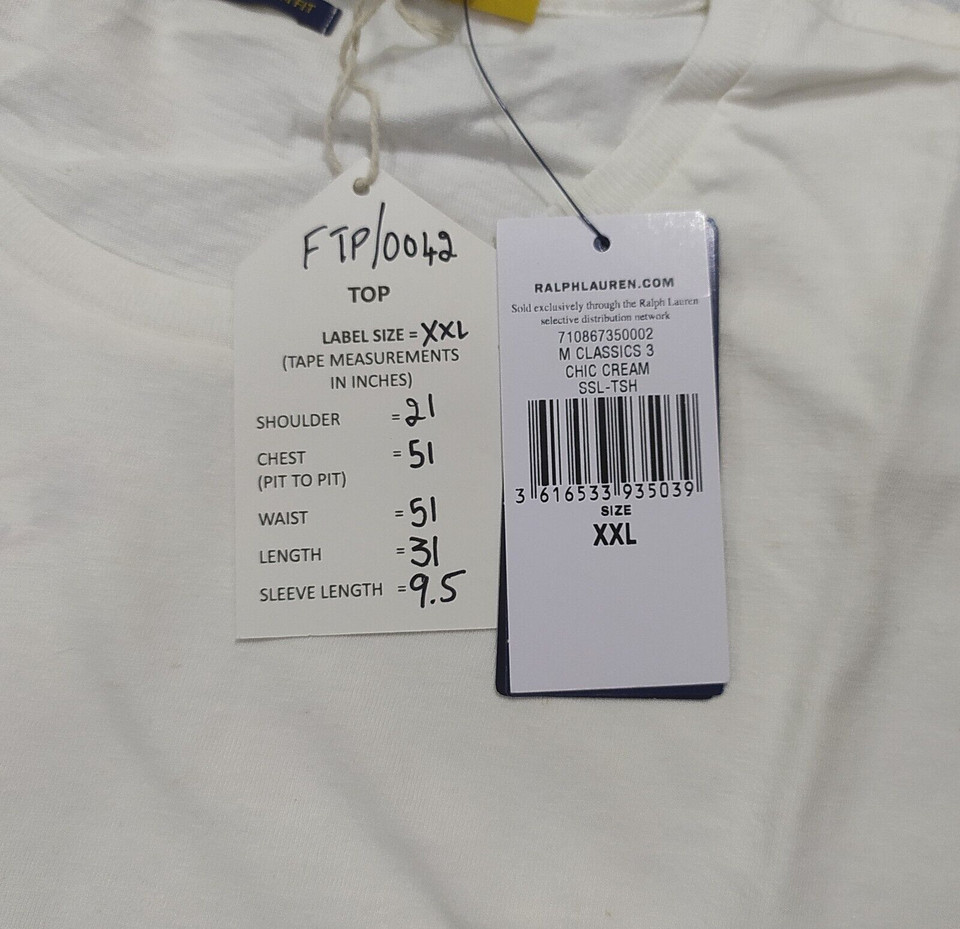 FIT
FTP/0042
TOP
LABEL SIZE = XXL
(TAPE MEASUREMENTS
IN INCHES)
SHOULDER = 21
CHEST = 51
(PIT TO PIT)
WAIST = 51
LENGTH = 31
SLEEVE LENGTH = 9.5
RALPHLAUREN.COM
Sold exclusively through the Ralph Lauren
selective distribution network
710867350002
M CLASSICS 3
CHIC CREAM
SSL-TSH
3 616533 935039
SIZE
XXL